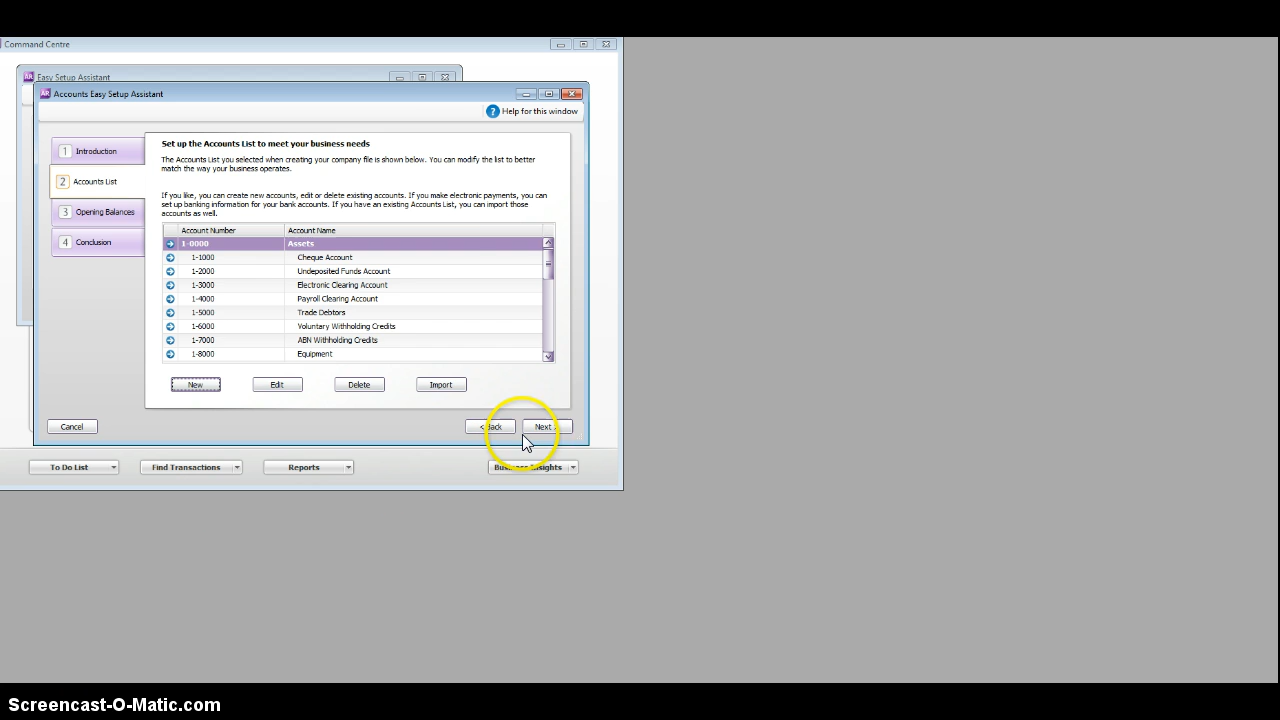 Command Centre
AR Easy Setup Assistant
AR Accounts Easy Setup Assistant
? Help for this window
1 Introduction
2 Accounts List
3 Opening Balances
4 Conclusion
Set up the Accounts List to meet your business needs
The Accounts List you selected when creating your company file is shown below. You can modify the list to better
match the way your business operates.
If you like, you can create new accounts, edit or delete existing accounts. If you make electronic payments, you can
set up banking information for your bank accounts. If you have an existing Accounts List, you can import those
accounts as well.
Account Number Account Name
1-0000 Assets
1-1000 Cheque Account
1-2000 Undeposited Funds Account
1-3000 Electronic Clearing Account
1-4000 Payroll Clearing Account
1-5000 Trade Debtors
1-6000 Voluntary Withholding Credits
1-7000 ABN Withholding Credits
1-8000 Equipment
New Edit Delete Import
Cancel < Back Next >
To Do List Find Transactions Reports Business Insights
Screencast-O-Matic.com